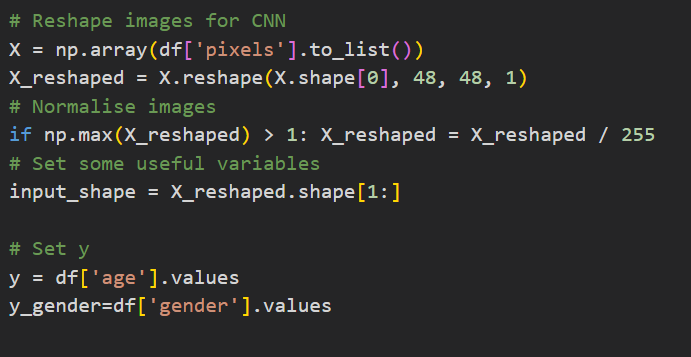 # Reshape images for CNN
X = np.array(df['pixels'].to_list())
X_reshaped = X.reshape(X.shape[0], 48, 48, 1)
# Normalise images
if np.max(X_reshaped) > 1: X_reshaped = X_reshaped / 255
# Set some useful variables
input_shape = X_reshaped.shape[1:]

# Set y
y = df['age'].values
y_gender=df['gender'].values